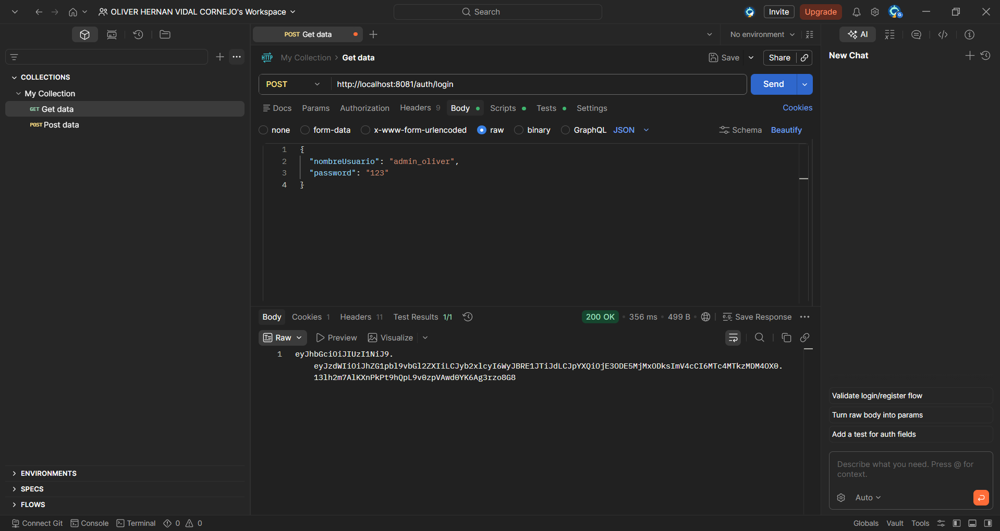 OLIVER HERNAN VIDAL CORNEJO's Workspace
Search
Invite
Upgrade
POST Get data
No environment
AI
HTTP My Collection > Get data
Save
Share
New Chat
COLLECTIONS
My Collection
GET Get data
POST Post data
POST http://localhost:8081/auth/login
Send
Docs Params Authorization Headers 9 Body Scripts Tests Settings
Cookies
none form-data x-www-form-urlencoded raw binary GraphQL JSON
Schema Beautify
1 {
2 "nombreUsuario": "admin_oliver",
3 "password": "123"
4 }
Body Cookies 1 Headers 11 Test Results 1/1
200 OK • 356 ms • 499 B • e.g. Save Response
Raw Preview Visualize
1 eyJhbGciOiJIUzI1NiJ9.
eyJzdWIiOiJhZG1pbl9vbGl2ZXIiLCJyb2xlcyI6WyJBRE1JTiJdLCJpYXQiOjE3ODE5MjMxODksImV4cCI6MTc4MTkzMDM4OX0.
13lh2m7AlKXnPkPt9hQpL9v0zpVAwd0YK6Ag3rzo8G8
Validate login/register flow
Turn raw body into params
Add a test for auth fields
Describe what you need. Press @ for
context.
Auto
ENVIRONMENTS
SPECS
FLOWS
Connect Git Console Terminal 0 0
Globals Vault Tools